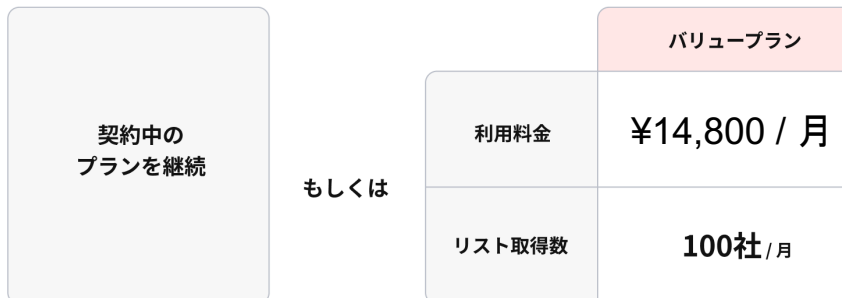 契約中の
プランを継続
もしくは
バリュープラン
利用料金
¥14,800 / 月
リスト取得数
100社 / 月